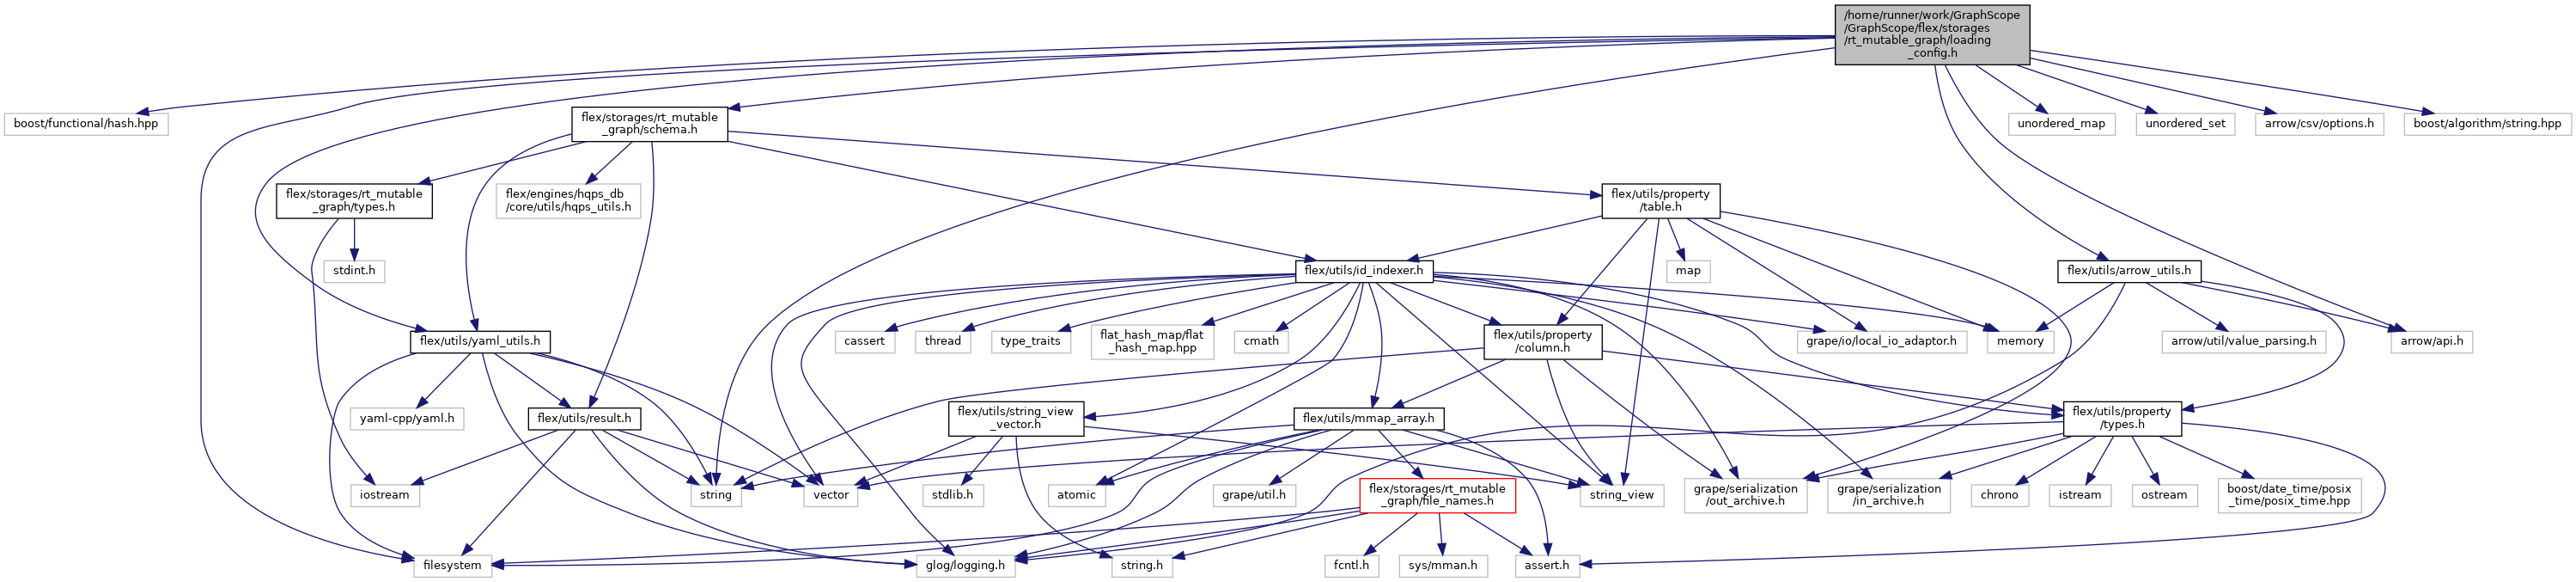 /home/runner/work/GraphScope
/GraphScope/flex/storages
/rt_mutable_graph/loading
_config.h
boost/functional/hash.hpp
flex/storages/rt_mutable
_graph/schema.h
unordered_map
unordered_set
arrow/csv/options.h
boost/algorithm/string.hpp
flex/storages/rt_mutable
_graph/types.h
flex/engines/hqps_db
/core/utils/hqps_utils.h
flex/utils/property
/table.h
stdint.h
flex/utils/id_indexer.h
map
flex/utils/arrow_utils.h
flex/utils/yaml_utils.h
cassert
thread
type_traits
flat_hash_map/flat
_hash_map.hpp
cmath
flex/utils/property
/column.h
grape/io/local_io_adaptor.h
memory
arrow/util/value_parsing.h
arrow/api.h
yaml-cpp/yaml.h
flex/utils/result.h
flex/utils/string_view
_vector.h
flex/utils/mmap_array.h
flex/utils/property
/types.h
iostream
string
vector
stdlib.h
atomic
grape/util.h
flex/storages/rt_mutable
_graph/file_names.h
string_view
grape/serialization
/out_archive.h
grape/serialization
/in_archive.h
chrono
istream
ostream
boost/date_time/posix
_time/posix_time.hpp
filesystem
glog/logging.h
string.h
fcntl.h
sys/mman.h
assert.h